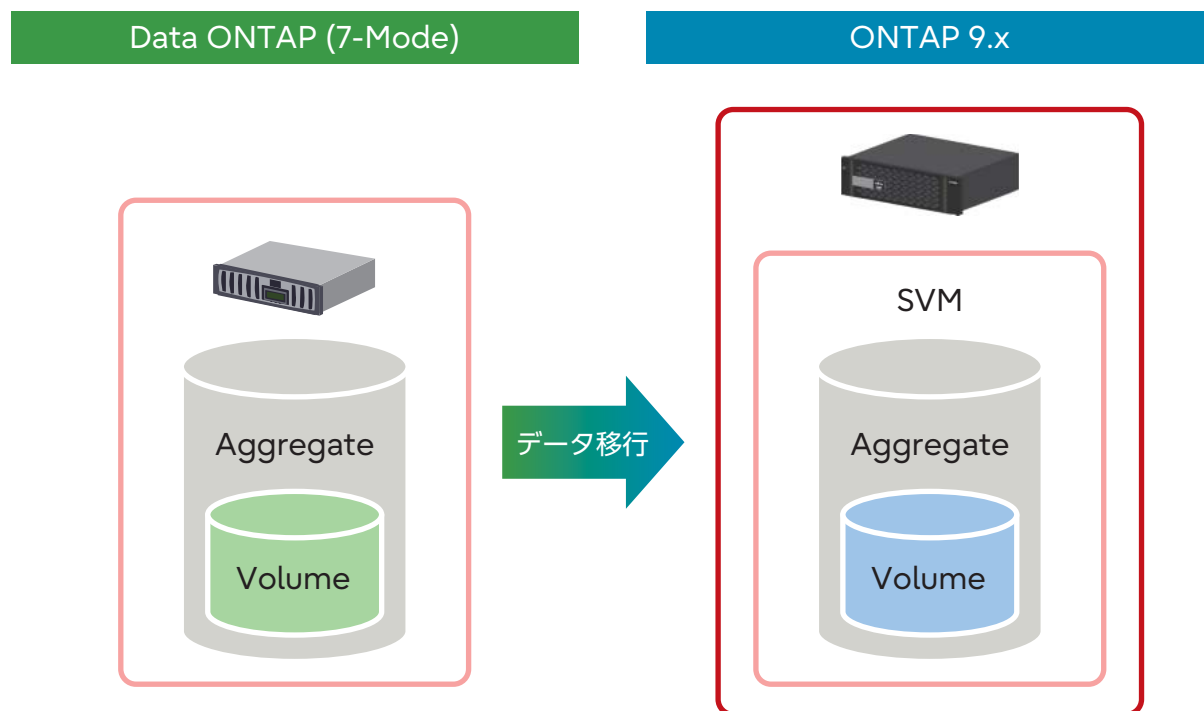 Data ONTAP (7-Mode)
ONTAP 9.x
SVM
Aggregate
Volume
データ移行
Aggregate
Volume